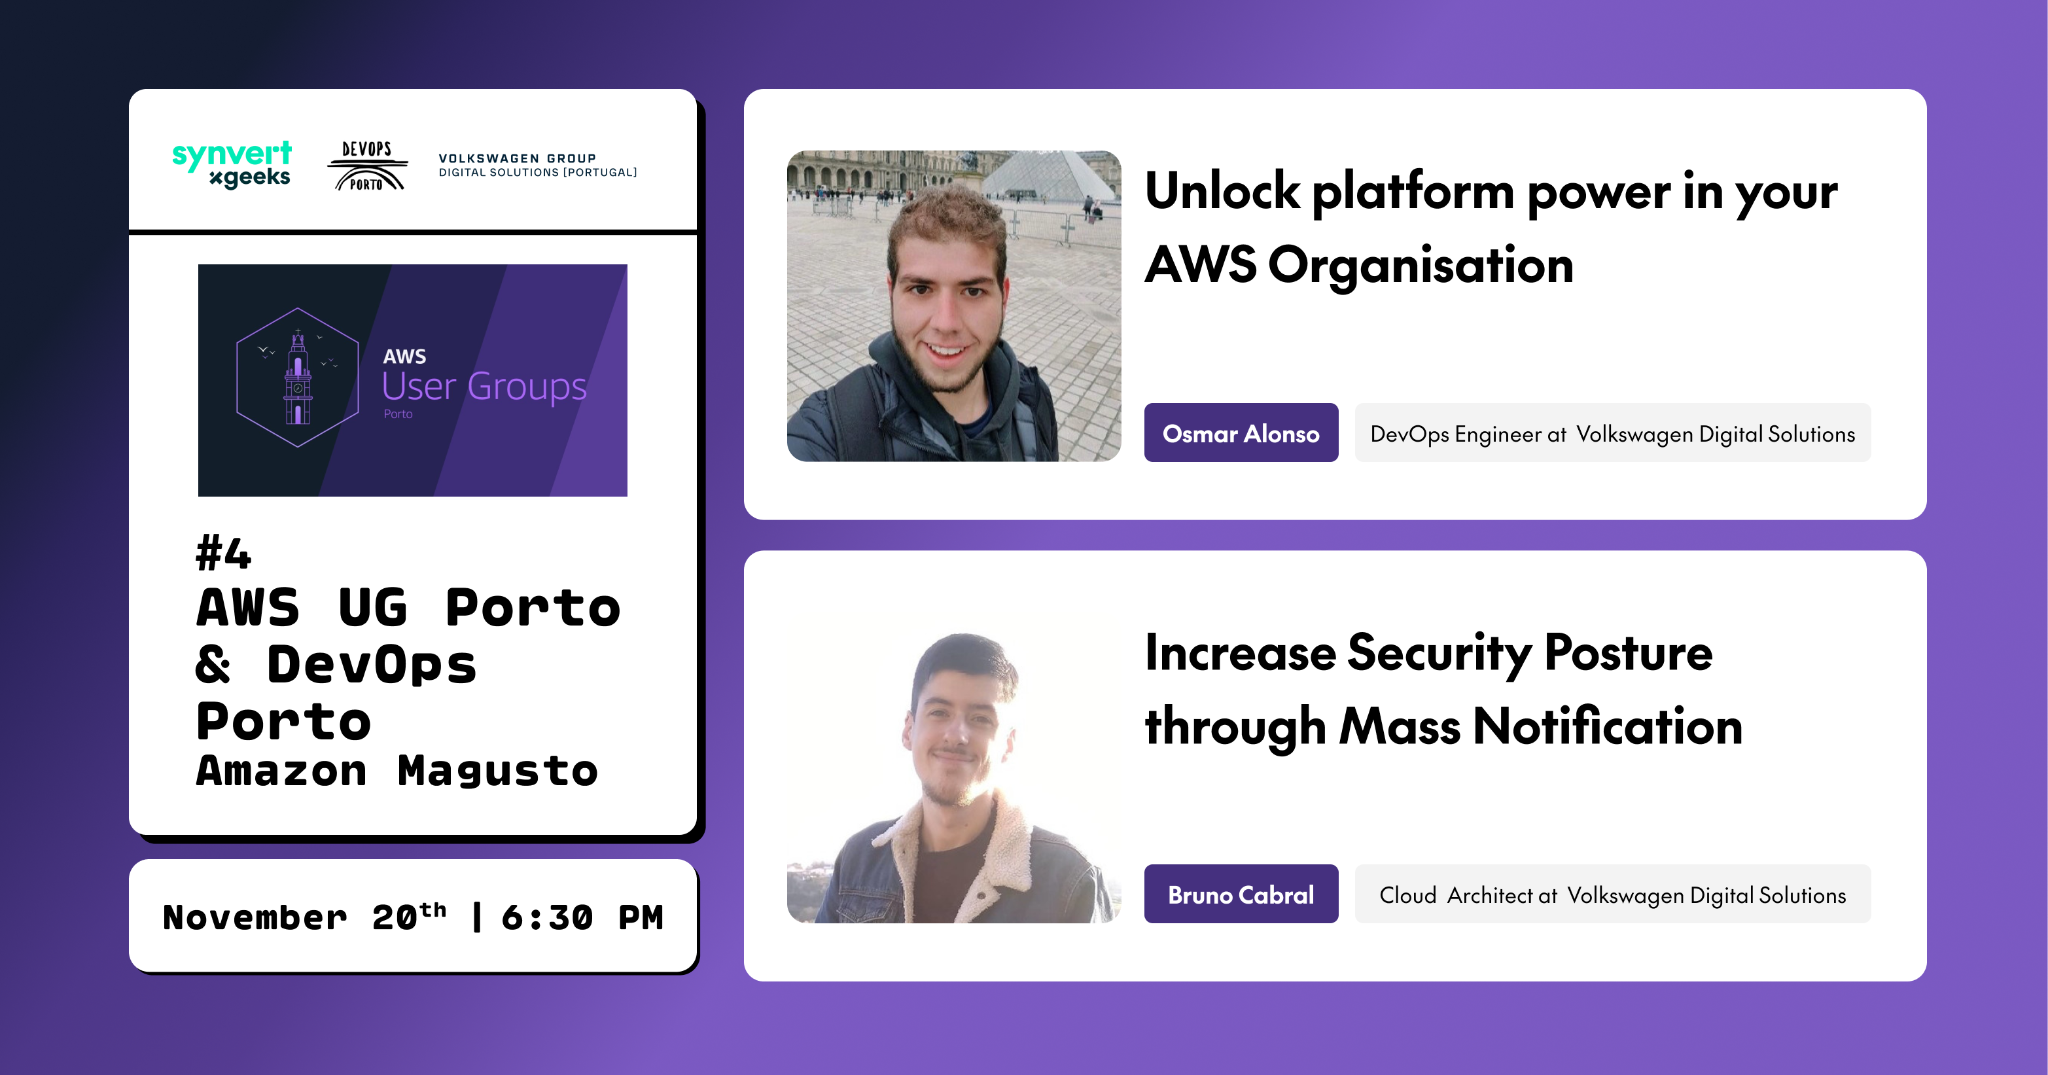 synvert
xgeeks
DEVOPS
PORTO
VOLKSWAGEN GROUP
DIGITAL SOLUTIONS [PORTUGAL]
AWS
User Groups
Porto
#4
AWS UG Porto
& DevOps
Porto
Amazon Magusto
November 20th | 6:30 PM
Unlock platform power in your
AWS Organisation
Osmar Alonso
DevOps Engineer at Volkswagen Digital Solutions
Increase Security Posture
through Mass Notification
Bruno Cabral
Cloud Architect at Volkswagen Digital Solutions